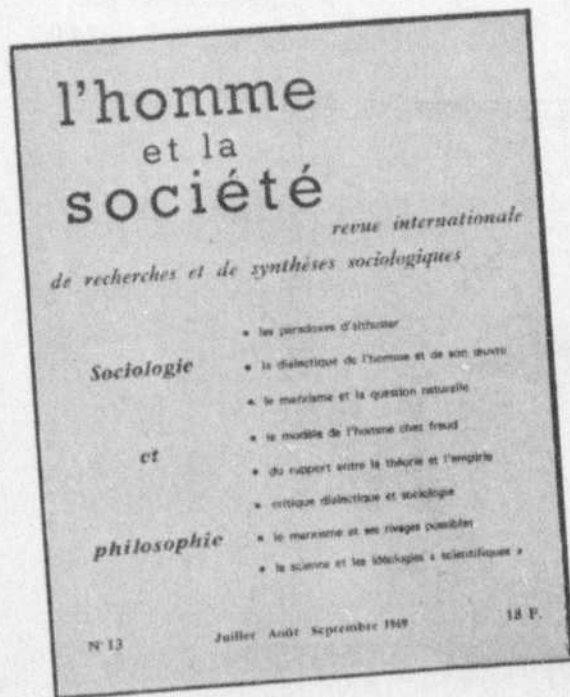 l'homme
et la
société
revue internationale
de recherches et de synthèses sociologiques
Sociologie
et
philosophie
• les paradoxes d'althusser
• la dialectique de l'homme et de son œuvre
• le marxisme et la question naturelle
• le modèle de l'homme chez freud
• du rapport entre la théorie et l'empirie
• critique dialectique et sociologie
• le marxisme et ses rivages possibles
• la science et les idéologies « scientifiques »
N° 13
Juillet Août Septembre 1969
18 F.